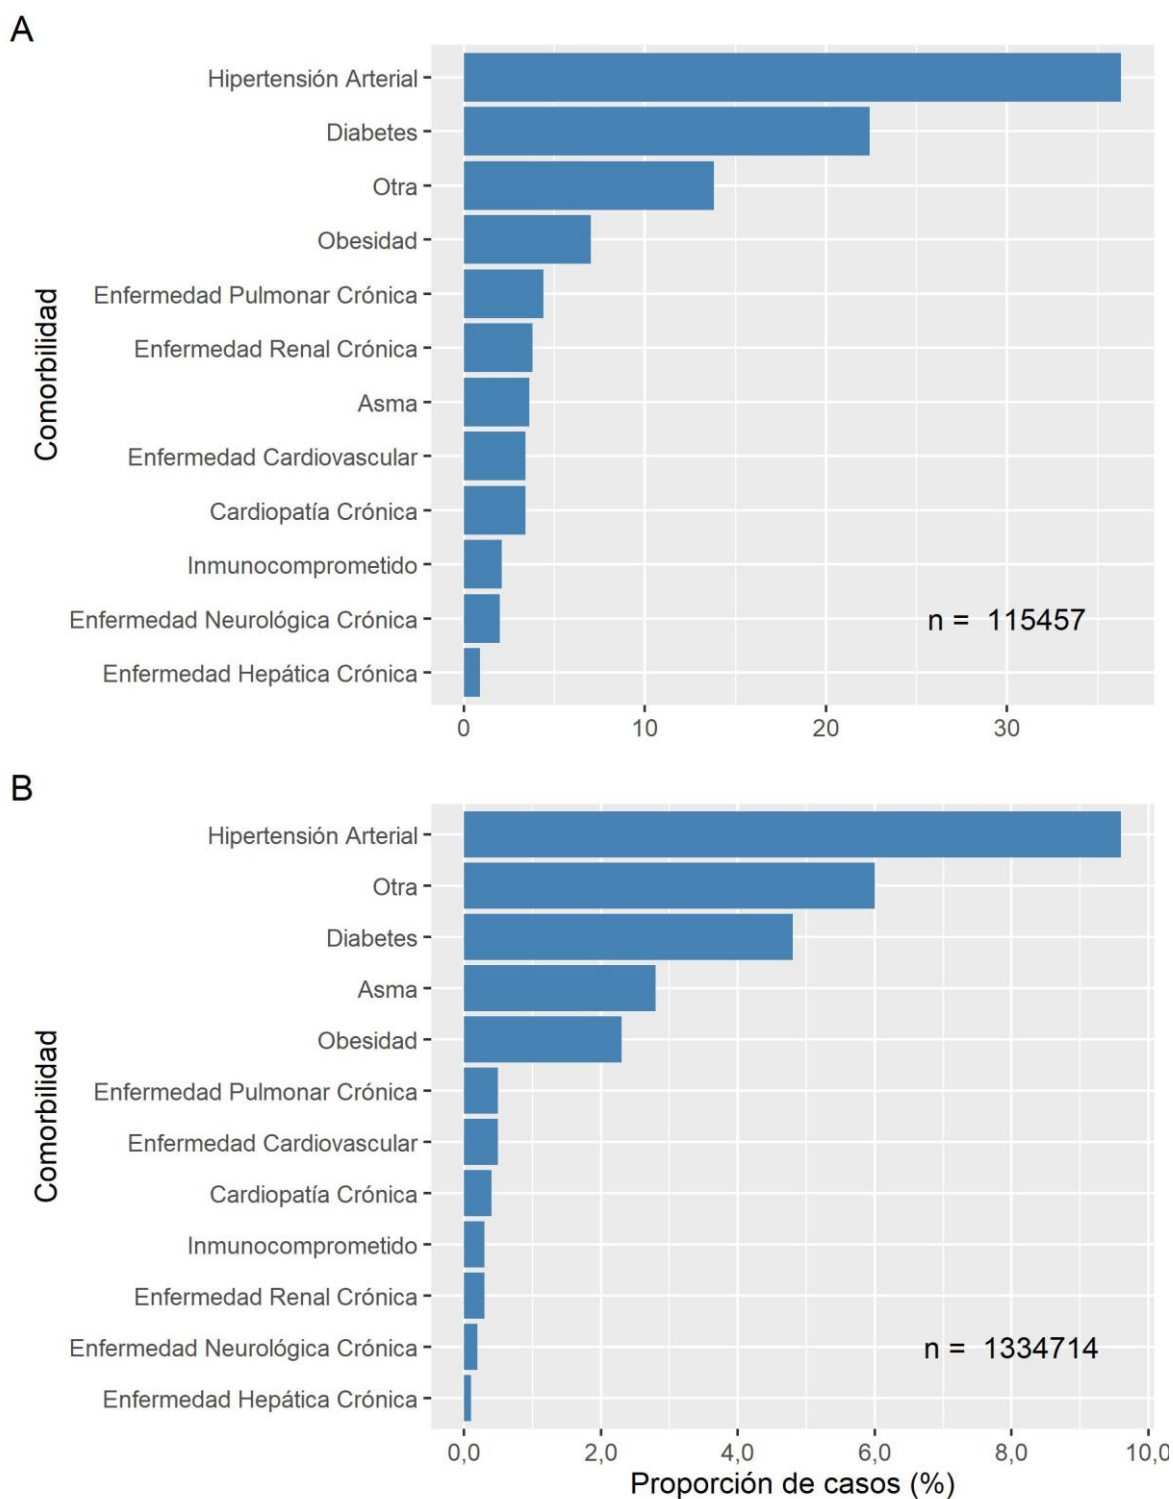 A
Comorbilidad
Hipertensión Arterial
Diabetes
Otra
Obesidad
Enfermedad Pulmonar Crónica
Enfermedad Renal Crónica
Asma
Enfermedad Cardiovascular
Cardiopatía Crónica
Inmunocomprometido
Enfermedad Neurológica Crónica
Enfermedad Hepática Crónica
n = 115457
0 10 20 30
B
Comorbilidad
Hipertensión Arterial
Otra
Diabetes
Asma
Obesidad
Enfermedad Pulmonar Crónica
Enfermedad Cardiovascular
Cardiopatía Crónica
Inmunocomprometido
Enfermedad Renal Crónica
Enfermedad Neurológica Crónica
Enfermedad Hepática Crónica
n = 1334714
0,0 2,0 4,0 6,0 8,0 10,0
Proporción de casos (%)